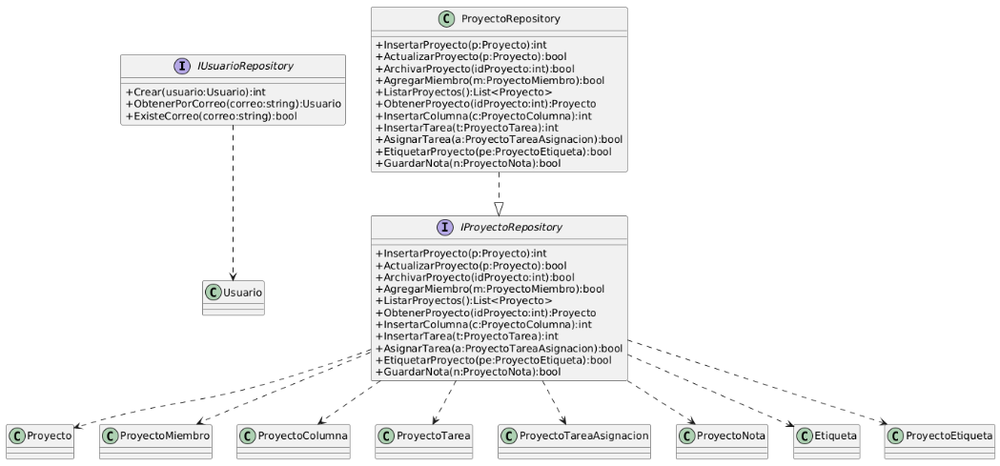 C ProyectoRepository
+InsertarProyecto(p:Proyecto):int
+ActualizarProyecto(p:Proyecto):bool
+ArchivarProyecto(idProyecto:int):bool
+AgregarMiembro(m:ProyectoMiembro):bool
+ListarProyectos():List<Proyecto>
+ObtenerProyecto(idProyecto:int):Proyecto
+InsertarColumna(c:ProyectoColumna):int
+InsertarTarea(t:ProyectoTarea):int
+AsignarTarea(a:ProyectoTareaAsignacion):bool
+EtiquetarProyecto(pe:ProyectoEtiqueta):bool
+GuardarNota(n:ProyectoNota):bool
I IUsuarioRepository
+Crear(usuario:Usuario):int
+ObtenerPorCorreo(correo:string):Usuario
+ExisteCorreo(correo:string):bool
I IProyectoRepository
+InsertarProyecto(p:Proyecto):int
+ActualizarProyecto(p:Proyecto):bool
+ArchivarProyecto(idProyecto:int):bool
+AgregarMiembro(m:ProyectoMiembro):bool
+ListarProyectos():List<Proyecto>
+ObtenerProyecto(idProyecto:int):Proyecto
+InsertarColumna(c:ProyectoColumna):int
+InsertarTarea(t:ProyectoTarea):int
+AsignarTarea(a:ProyectoTareaAsignacion):bool
+EtiquetarProyecto(pe:ProyectoEtiqueta):bool
+GuardarNota(n:ProyectoNota):bool
C Usuario
C Proyecto
C ProyectoMiembro
C ProyectoColumna
C ProyectoTarea
C ProyectoTareaAsignacion
C ProyectoNota
C Etiqueta
C ProyectoEtiqueta